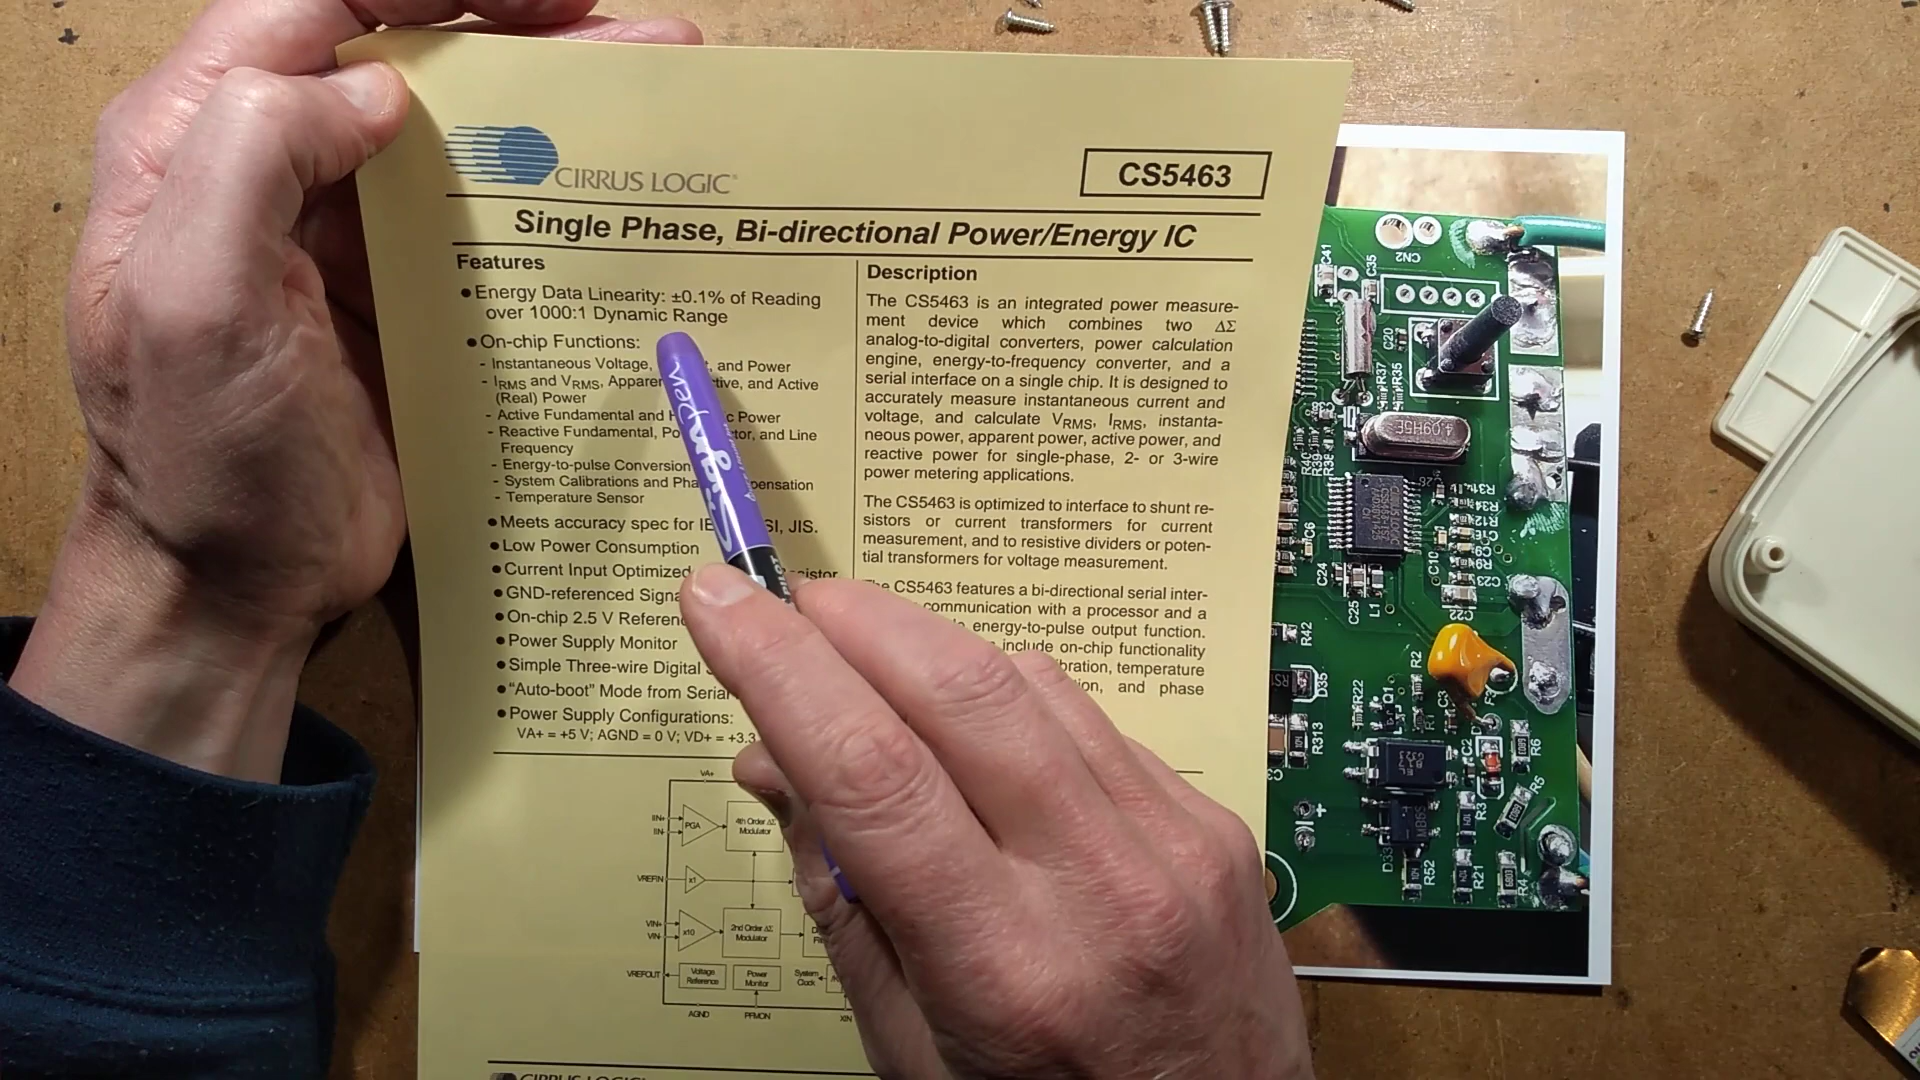 CIRRUS LOGIC®
CS5463
Single Phase, Bi-directional Power/Energy IC
Features
• Energy Data Linearity: ±0.1% of Reading
over 1000:1 Dynamic Range
• On-chip Functions:
- Instantaneous Voltage, and Power
- IRMS and VRMS, Active, and Active
(Real) Power
- Active Fundamental and Power
- Reactive Fundamental, and Line
Frequency
- Energy-to-pulse Conversion
- System Calibrations and
- Temperature Sensor
• Meets accuracy spec for JIS.
• Low Power Consumption
• Current Input Optimized
• GND-referenced
• On-chip 2.5 V
• Power Supply Monitor
• Simple Three-wire Digital
• "Auto-boot" Mode from Serial
• Power Supply Configurations:
VA+ = +5 V; AGND = 0 V; VD+ = +3.3
Description
The CS5463 is an integrated power measure-
ment device which combines two ΔΣ
analog-to-digital converters, power calculation
engine, energy-to-frequency converter, and a
serial interface on a single chip. It is designed to
accurately measure instantaneous current and
voltage, and calculate VRMS, IRMS, instanta-
neous power, apparent power, active power, and
reactive power for single-phase, 2- or 3-wire
power metering applications.
The CS5463 is optimized to interface to shunt re-
sistors or current transformers for current
measurement, and to resistive dividers or poten-
tial transformers for voltage measurement.
The CS5463 features a bi-directional serial inter-
communication with a processor and a
energy-to-pulse output function.
include on-chip functionality
temperature
and phase
VA+
IIN+
IIN-
PGA
4th Order ΔΣ
Modulator
VREFIN
x1
VIN+
VIN-
x10
2nd Order ΔΣ
Modulator
VREFOUT
Voltage
Reference
Power
Monitor
System
Clock
AGND
PFMON
XIN
CIRRUS LOGIC
SignPen
C41
C35
CN2
C20
R37
R35
R40
R39
R38
4.09H5E
C6
C24
C25
L1
C10
R31
R34
R12
C9
R9
C23
C22
R42
D35
R313
R22
Q1
R2
R1
C3
C2
R6
R5
R3
104
D33
MB6S
R52
R21
R4